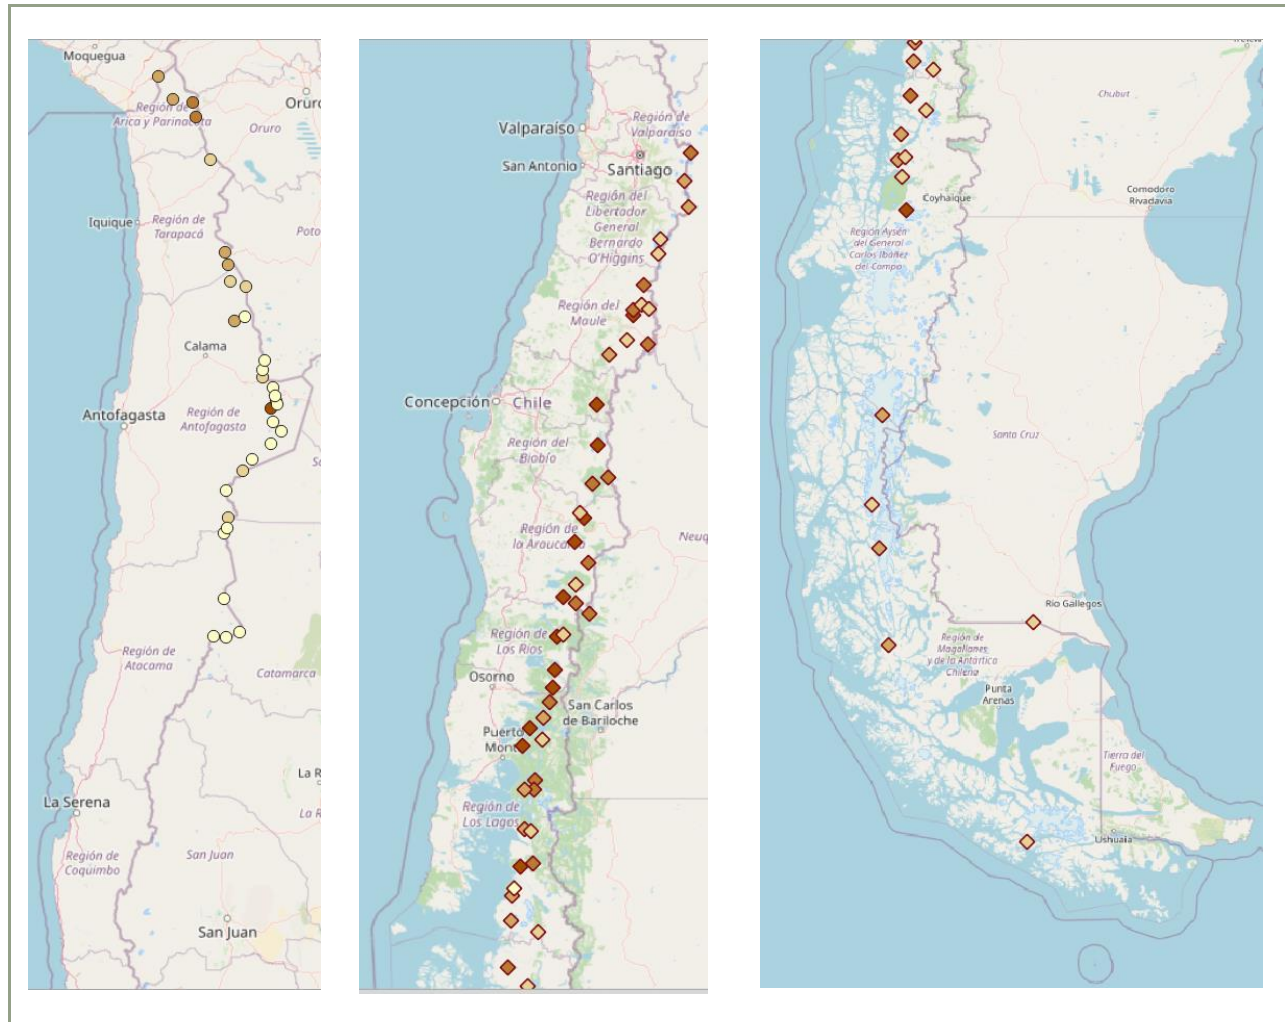 Moquegua
Región de
Arica y Parinacota
Oruro
Oruro
Iquique
Región de
Tarapacá
Calama
Antofagasta
Región de
Antofagasta
Región de
Atacama
Catamarca
La Serena
Región de
Coquimbo
San Juan
San Juan
Valparaíso
Región de
Valparaíso
San Antonio
Santiago
Región del
Libertador
General
Bernardo
O'Higgins
Región del
Maule
Concepción
Chile
Región del
Biobío
Región de
la Araucanía
Neuq
Región de
Los Ríos
Osorno
San Carlos
de Bariloche
Puerto
Montt
Región de
Los Lagos
Chubut
Comodoro
Rivadavia
Coyhaique
Región Aysén
del General
Carlos Ibáñez
del Campo
Santa Cruz
Río Gallegos
Región de
Magallanes
y de la Antártica
Chilena
Punta
Arenas
Tierra del
Fuego
Ushuaia